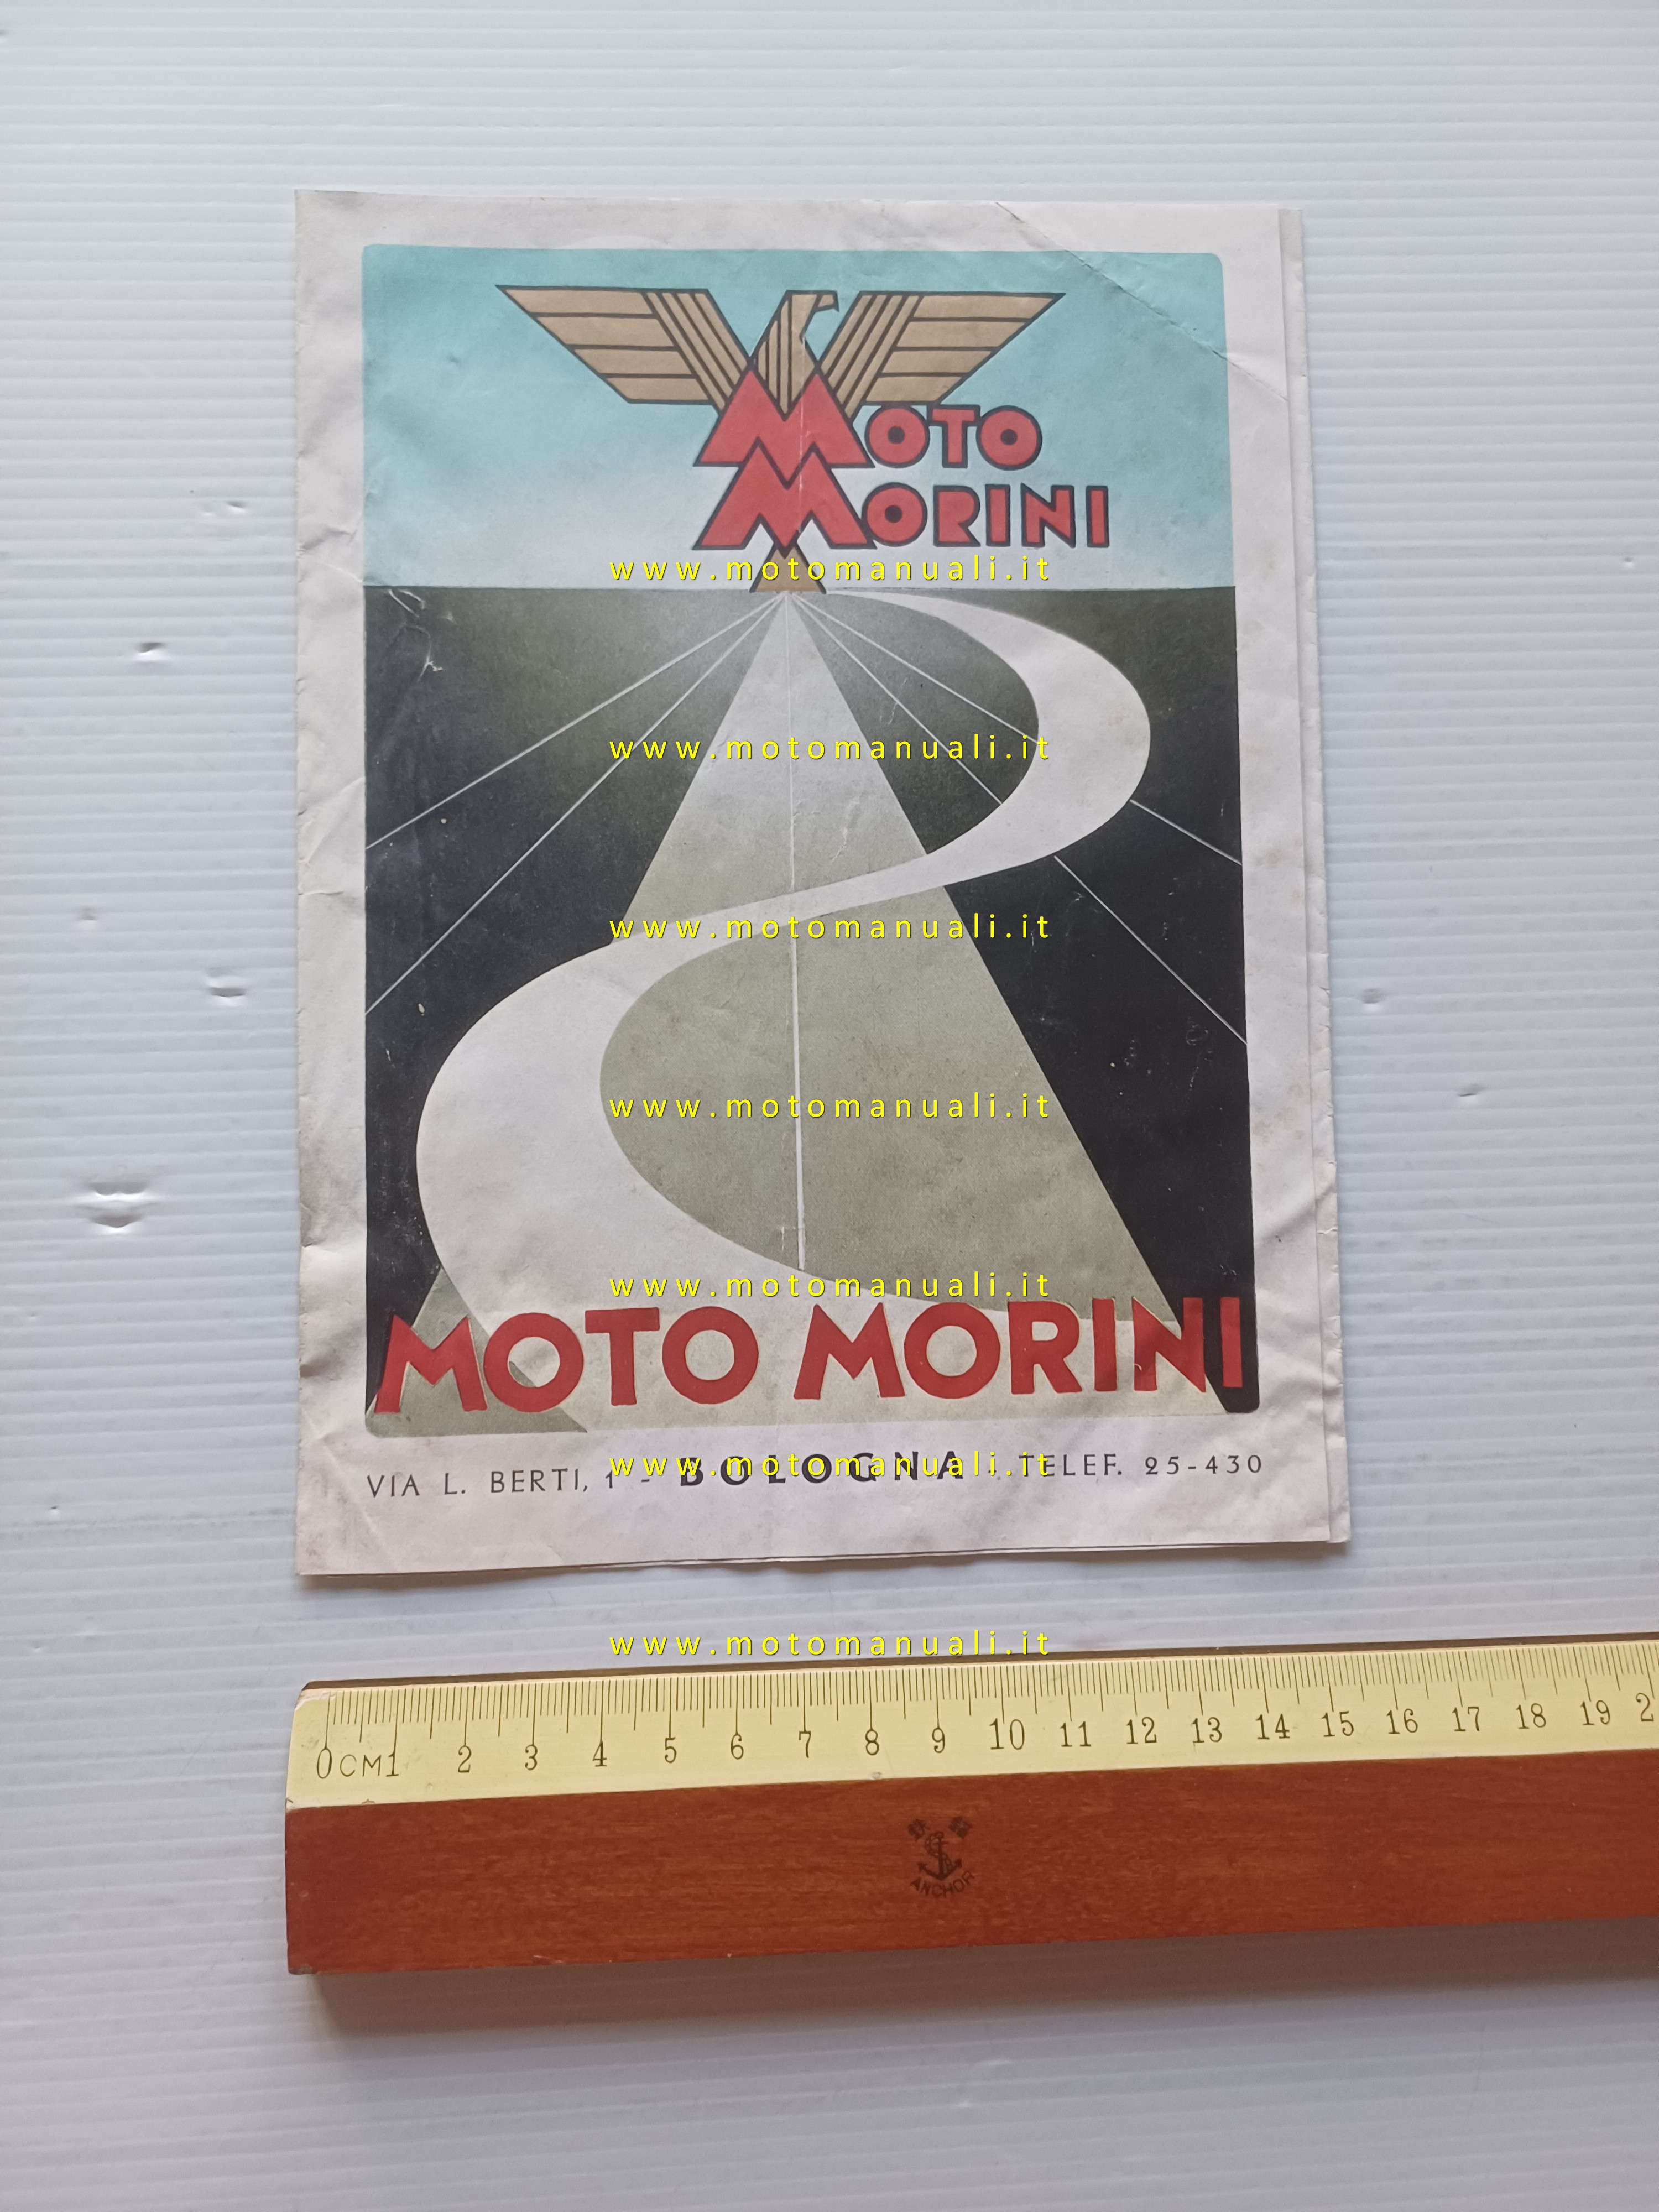 MOTO
MORINI
www.motomanuali.it
www.motomanuali.it
www.motomanuali.it
www.motomanuali.it
www.motomanuali.it
MOTO MORINI
VIA L. BERTI, 1 - BOLOGNA - TELEF. 25-430
www.motomanuali.it
www.motomanuali.it
0 CM 1 2 3 4 5 6 7 8 9 10 11 12 13 14 15 16 17 18 19 2
ANCHOR